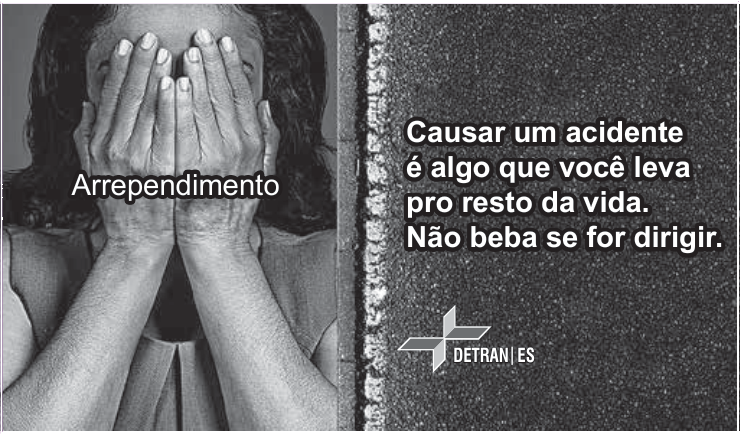 Arrependimento
Causar um acidente
é algo que você leva
pro resto da vida.
Não beba se for dirigir.
DETRAN|ES